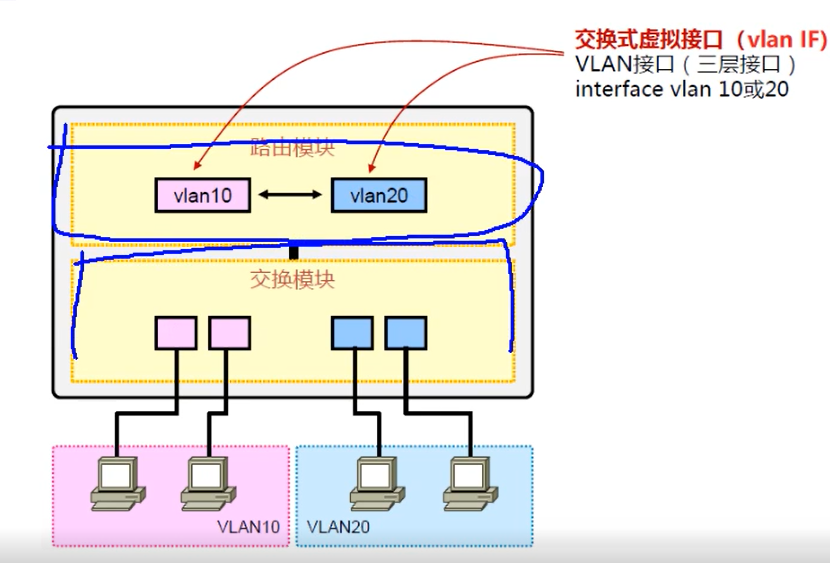 交换式虚拟接口（vlan IF)
VLAN接口（三层接口）
interface vlan 10或20
路由模块
vlan10
vlan20
交换模块
VLAN10
VLAN20